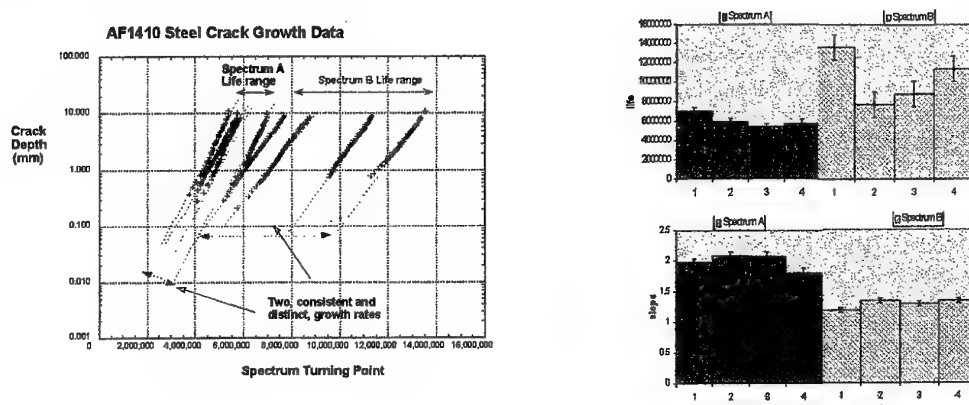 AF1410 Steel Crack Growth Data
100.000
10.000
1.000
0.100
0.010
0.001
Crack
Depth
(mm)
Spectrum A
Life range
Spectrum B Life range
Two, consistent and
distinct, growth rates
0 2,000,000 4,000,000 6,000,000 8,000,000 10,000,000 12,000,000 14,000,000 16,000,000
Spectrum Turning Point
Spectrum A
Spectrum B
16000000
14000000
12000000
10000000
8000000
6000000
4000000
2000000
0
life
1 2 3 4 1 2 3 4
Spectrum A
Spectrum B
2.5
2
1.5
1
0.5
0
slope
1 2 3 4 1 2 3 4